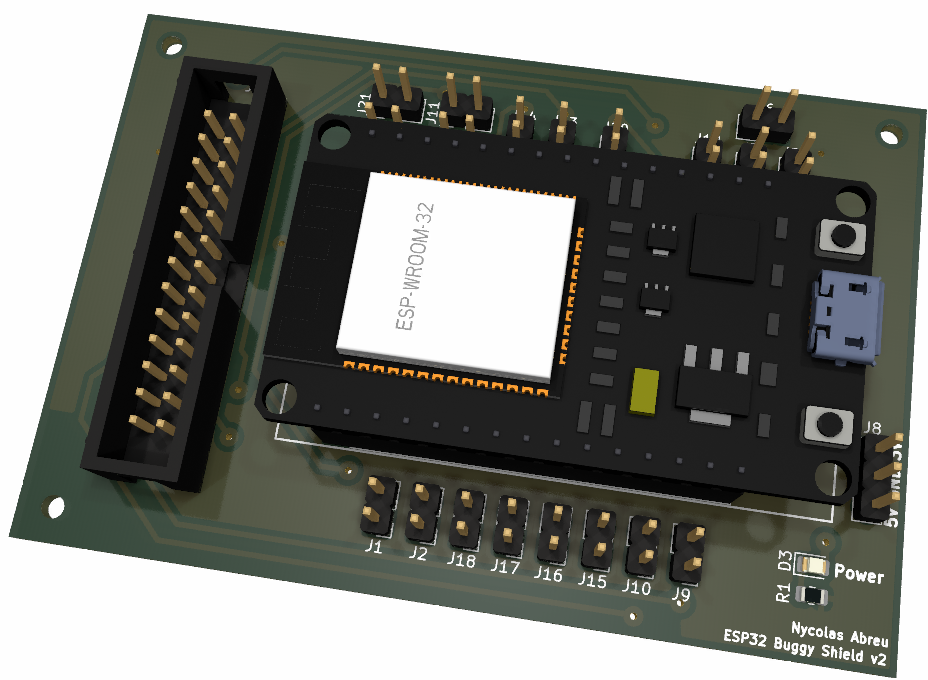 J21
J11
ESP-WROOM-32
J8
5V
J1
J2
J18
J17
J16
J15
J10
J9
D3
Power
R1
Nycolas Abreu
ESP32 Buggy Shield v2